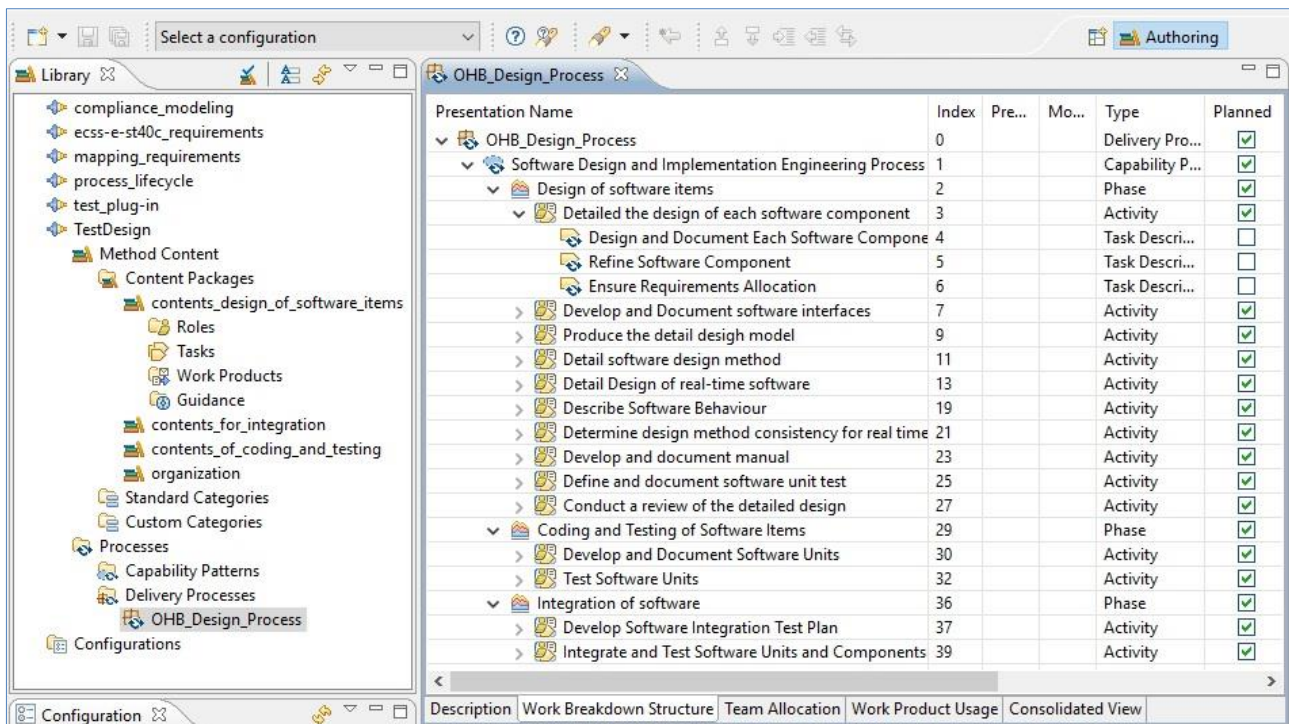 Select a configuration
Authoring
Library
compliance_modeling
ecss-e-st40c_requirements
mapping_requirements
process_lifecycle
test_plug-in
TestDesign
Method Content
Content Packages
contents_design_of_software_items
Roles
Tasks
Work Products
Guidance
contents_for_integration
contents_of_coding_and_testing
organization
Standard Categories
Custom Categories
Processes
Capability Patterns
Delivery Processes
OHB_Design_Process
Configurations
Configuration
OHB_Design_Process
Presentation Name Index Pre... Mo... Type Planned
OHB_Design_Process 0 Delivery Pro...
Software Design and Implementation Engineering Process 1 Capability P...
Design of software items 2 Phase
Detailed the design of each software component 3 Activity
Design and Document Each Software Compone 4 Task Descri...
Refine Software Component 5 Task Descri...
Ensure Requirements Allocation 6 Task Descri...
Develop and Document software interfaces 7 Activity
Produce the detail desigh model 9 Activity
Detail software design method 11 Activity
Detail Design of real-time software 13 Activity
Describe Software Behaviour 19 Activity
Determine design method consistency for real time 21 Activity
Develop and document manual 23 Activity
Define and document software unit test 25 Activity
Conduct a review of the detailed design 27 Activity
Coding and Testing of Software Items 29 Phase
Develop and Document Software Units 30 Activity
Test Software Units 32 Activity
Integration of software 36 Phase
Develop Software Integration Test Plan 37 Activity
Integrate and Test Software Units and Components 39 Activity
Description Work Breakdown Structure Team Allocation Work Product Usage Consolidated View